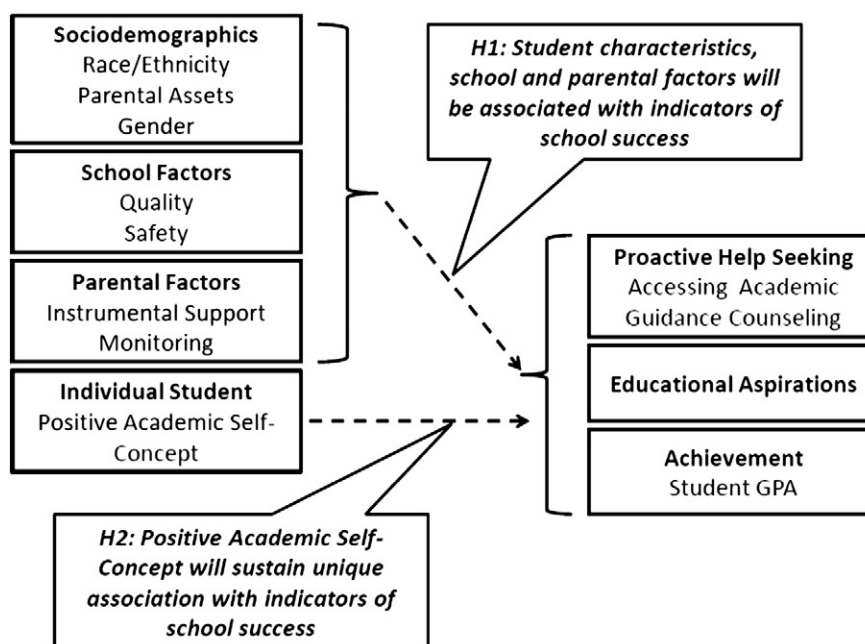 Sociodemographics
Race/Ethnicity
Parental Assets
Gender
School Factors
Quality
Safety
Parental Factors
Instrumental Support
Monitoring
Individual Student
Positive Academic Self-
Concept
H1: Student characteristics,
school and parental factors will
be associated with indicators of
school success
Proactive Help Seeking
Accessing Academic
Guidance Counseling
Educational Aspirations
Achievement
Student GPA
H2: Positive Academic Self-
Concept will sustain unique
association with indicators of
school success